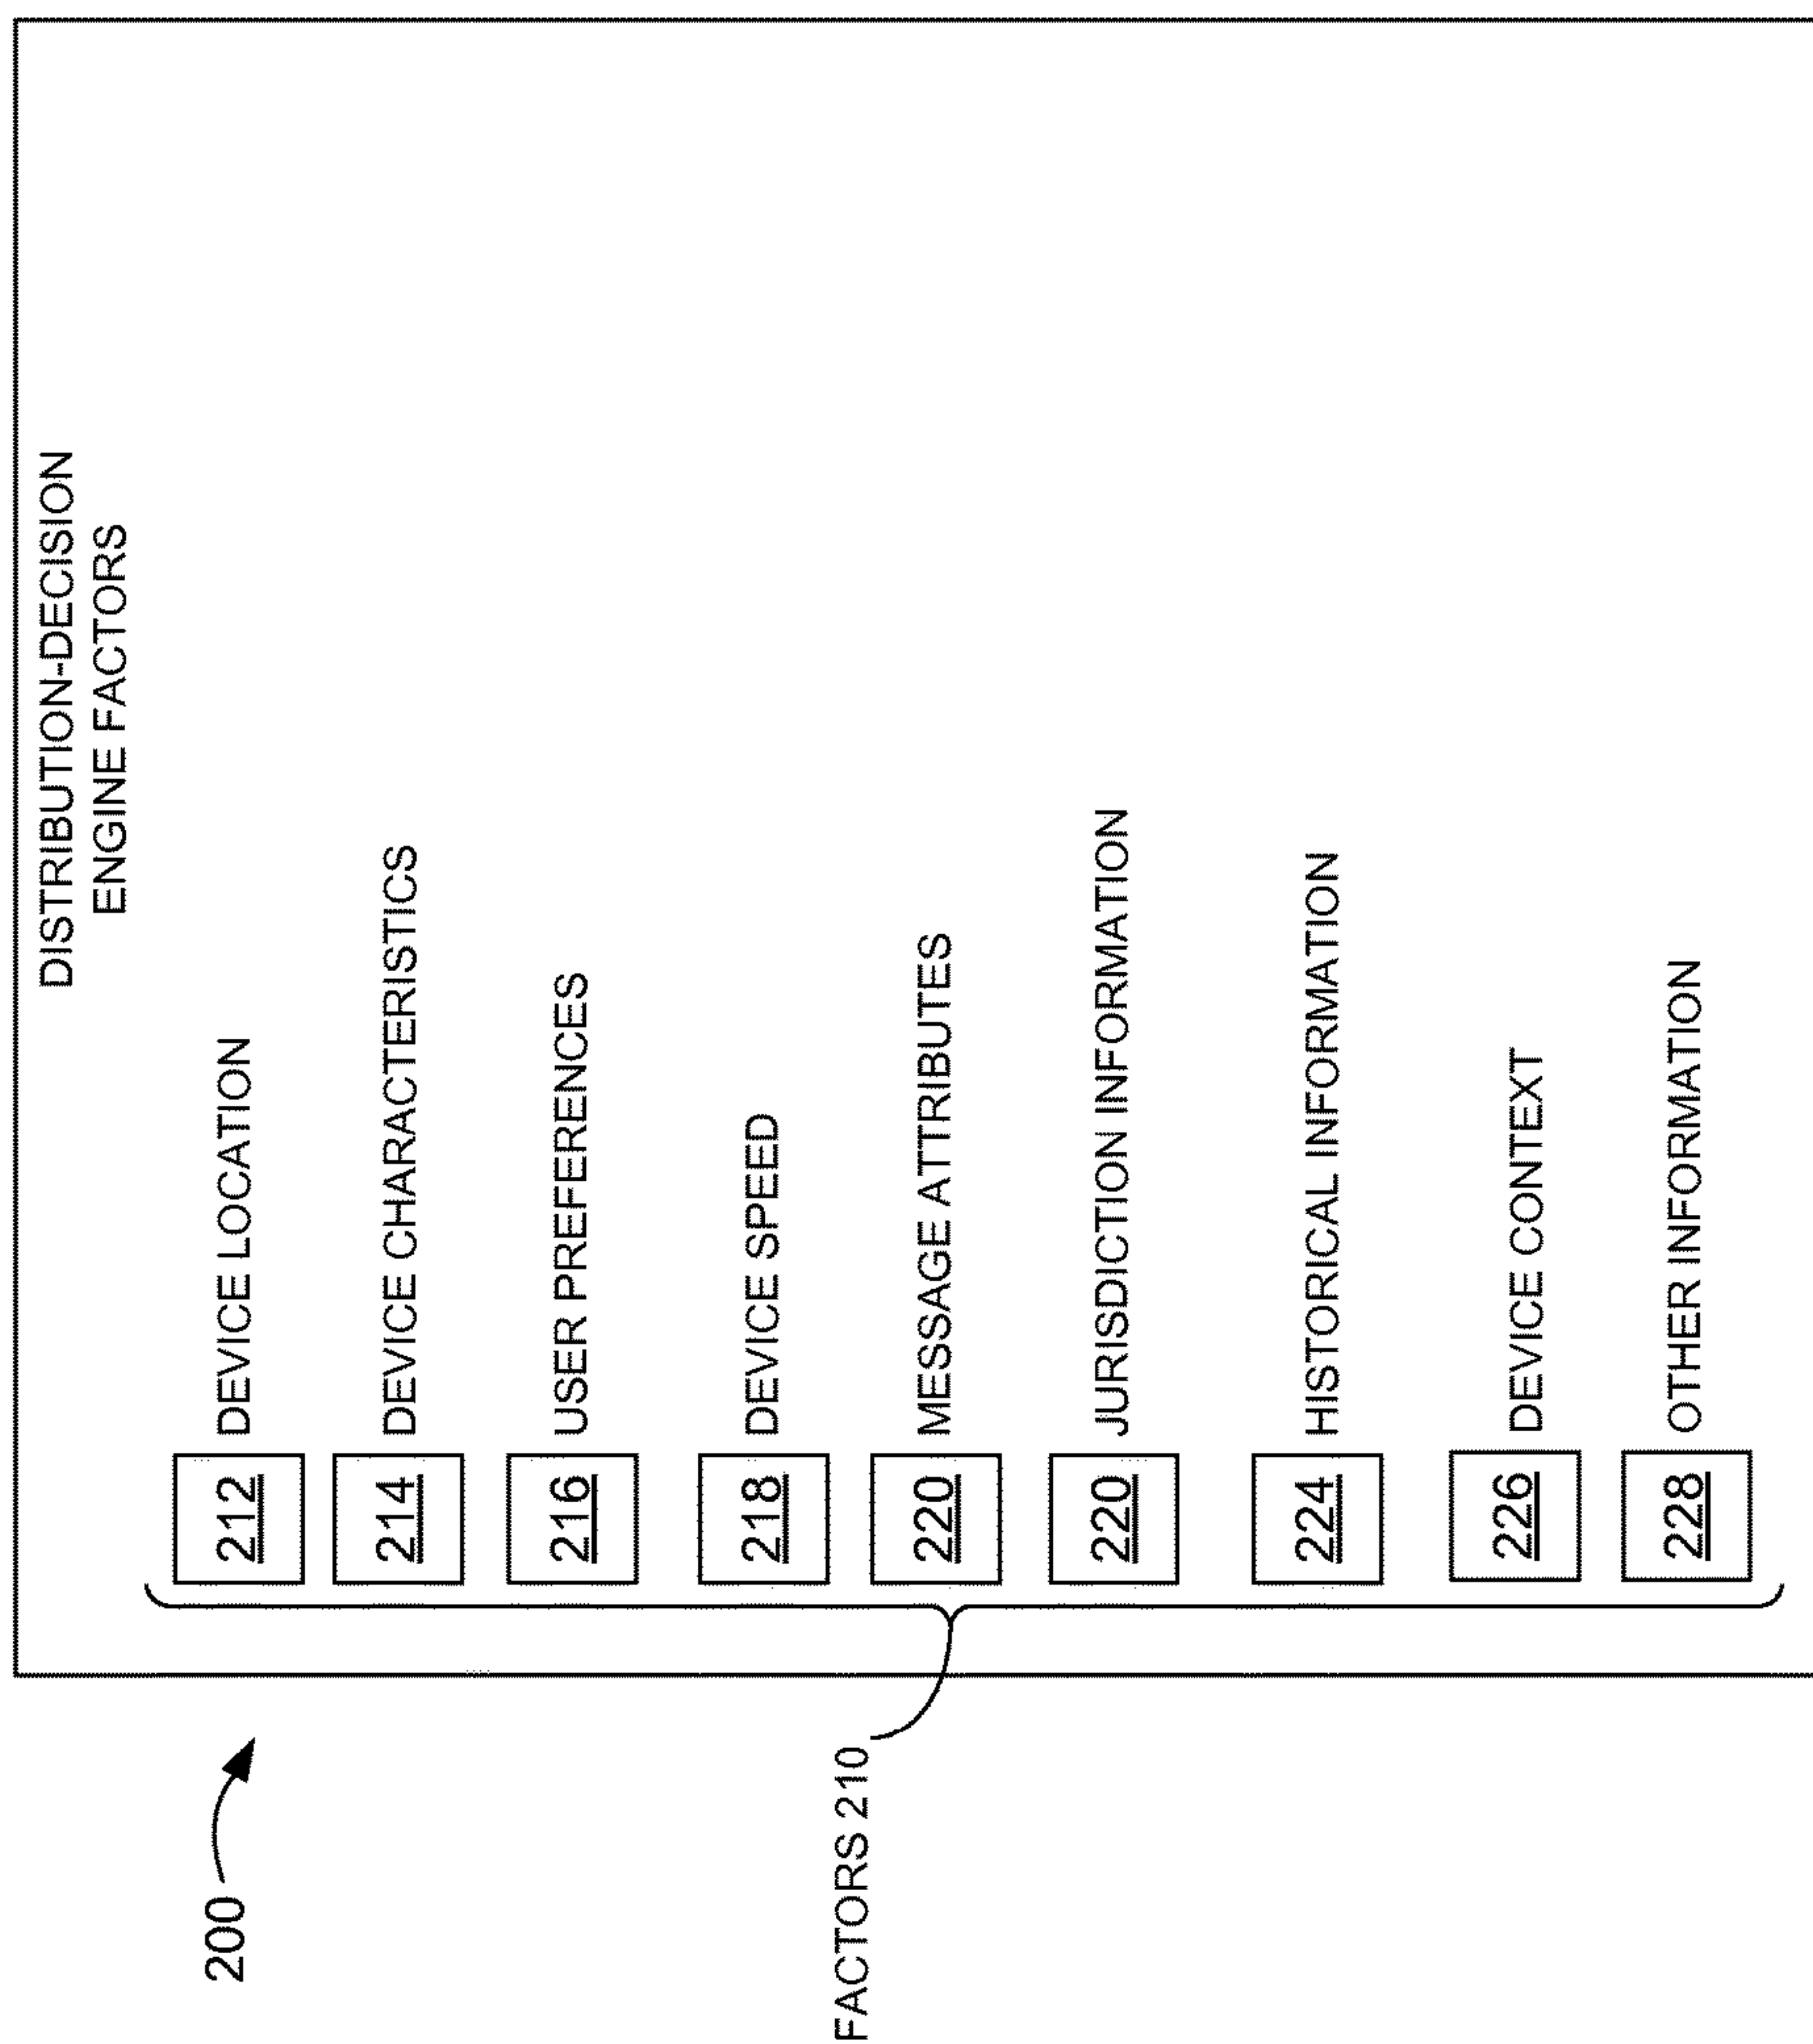 DISTRIBUTION-DECISION
ENGINE FACTORS
200
FACTORS 210
212 DEVICE LOCATION
214 DEVICE CHARACTERISTICS
216 USER PREFERENCES
218 DEVICE SPEED
220 MESSAGE ATTRIBUTES
220 JURISDICTION INFORMATION
224 HISTORICAL INFORMATION
226 DEVICE CONTEXT
228 OTHER INFORMATION